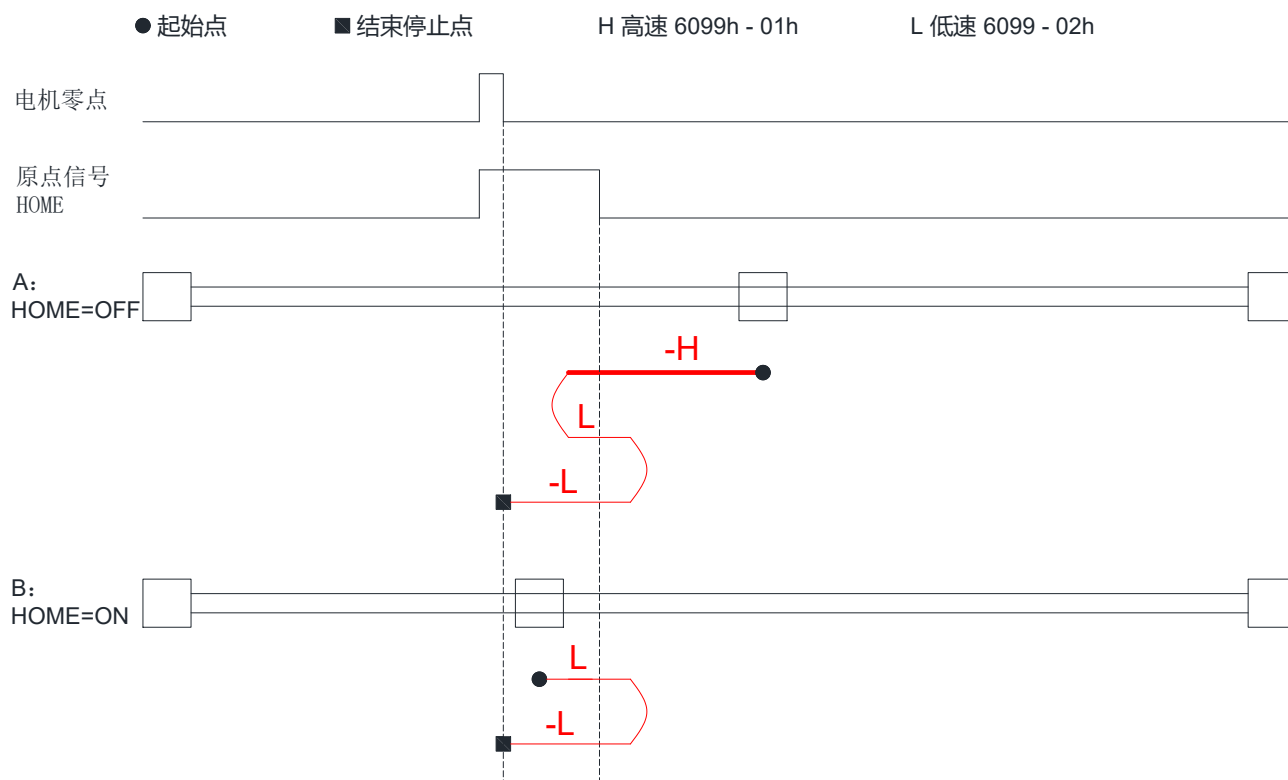 起始点 结束停止点 H 高速 6099h - 01h L 低速 6099 - 02h
电机零点
原点信号
HOME
A：
HOME=OFF
-H
L
-L
B：
HOME=ON
L
-L